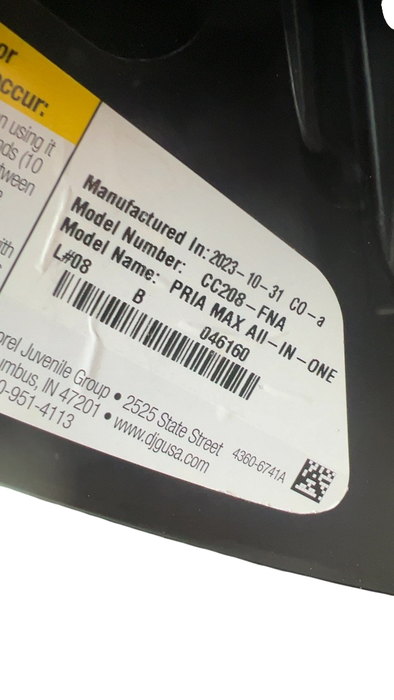 or
ccur:
n using it
nds (10
tween
ith
Manufactured In: 2023-10-31 CO-a
Model Number: CC208-FNA
Model Name: PRIA MAX All-IN-ONE
L#08 B 046160
orel Juvenile Group • 2525 State Street
umbus, IN 47201 • www.djgusa.com
0-951-4113
4360-6741A